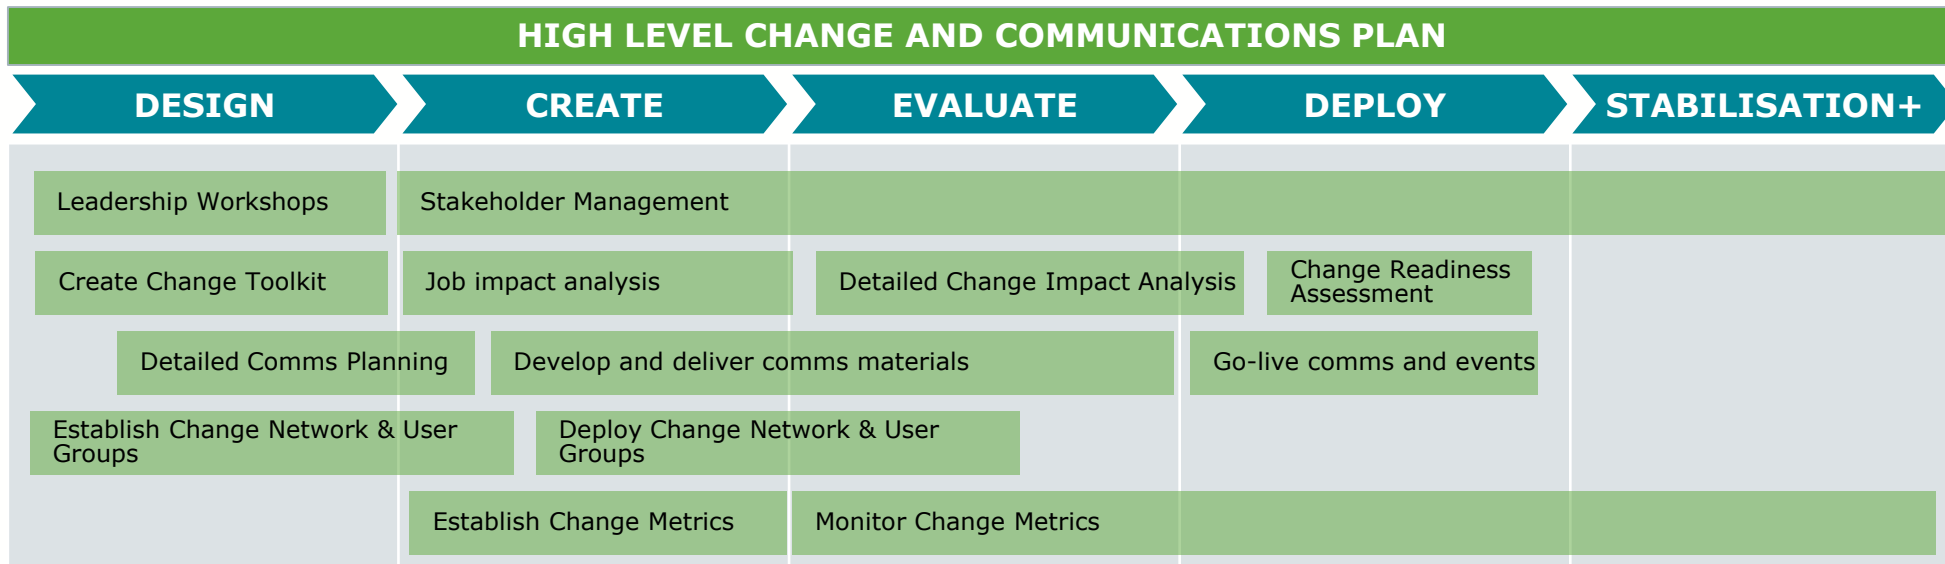 HIGH LEVEL CHANGE AND COMMUNICATIONS PLAN
DESIGN
CREATE
EVALUATE
DEPLOY
STABILISATION+
Leadership Workshops
Stakeholder Management
Create Change Toolkit
Job impact analysis
Detailed Change Impact Analysis
Change Readiness
Assessment
Detailed Comms Planning
Develop and deliver comms materials
Go-live comms and events
Establish Change Network & User
Groups
Deploy Change Network & User
Groups
Establish Change Metrics
Monitor Change Metrics